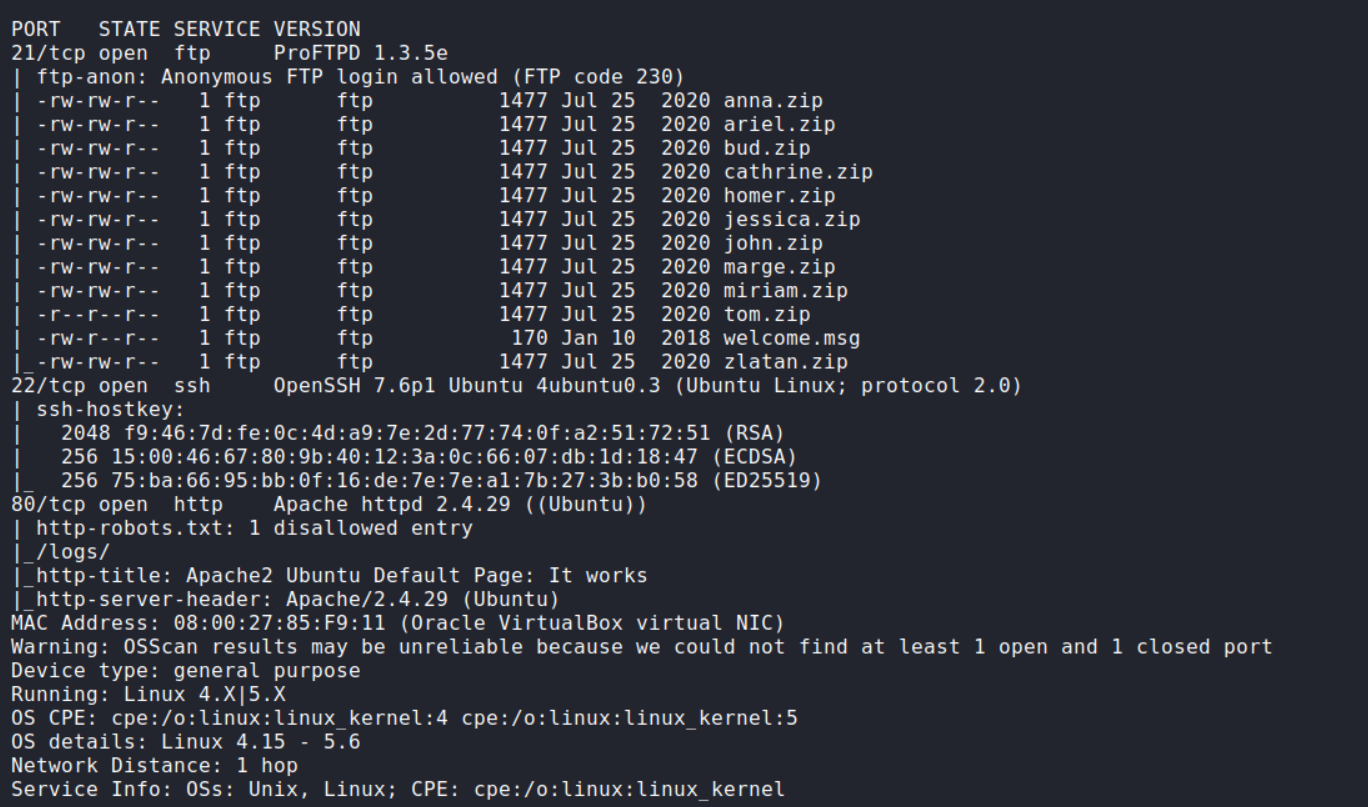 PORT   STATE SERVICE VERSION
21/tcp open  ftp     ProFTPD 1.3.5e
| ftp-anon: Anonymous FTP login allowed (FTP code 230)
| -rw-rw-r--   1 ftp      ftp          1477 Jul 25  2020 anna.zip
| -rw-rw-r--   1 ftp      ftp          1477 Jul 25  2020 ariel.zip
| -rw-rw-r--   1 ftp      ftp          1477 Jul 25  2020 bud.zip
| -rw-rw-r--   1 ftp      ftp          1477 Jul 25  2020 cathrine.zip
| -rw-rw-r--   1 ftp      ftp          1477 Jul 25  2020 homer.zip
| -rw-rw-r--   1 ftp      ftp          1477 Jul 25  2020 jessica.zip
| -rw-rw-r--   1 ftp      ftp          1477 Jul 25  2020 john.zip
| -rw-rw-r--   1 ftp      ftp          1477 Jul 25  2020 marge.zip
| -rw-rw-r--   1 ftp      ftp          1477 Jul 25  2020 miriam.zip
| -r--r--r--   1 ftp      ftp          1477 Jul 25  2020 tom.zip
| -rw-r--r--   1 ftp      ftp           170 Jan 10  2018 welcome.msg
|_-rw-rw-r--   1 ftp      ftp          1477 Jul 25  2020 zlatan.zip
22/tcp open  ssh     OpenSSH 7.6p1 Ubuntu 4ubuntu0.3 (Ubuntu Linux; protocol 2.0)
| ssh-hostkey:
|   2048 f9:46:7d:fe:0c:4d:a9:7e:2d:77:74:0f:a2:51:72:51 (RSA)
|   256 15:00:46:67:80:9b:40:12:3a:0c:66:07:db:1d:18:47 (ECDSA)
|_  256 75:ba:66:95:bb:0f:16:de:7e:7e:a1:7b:27:3b:b0:58 (ED25519)
80/tcp open  http    Apache httpd 2.4.29 ((Ubuntu))
| http-robots.txt: 1 disallowed entry
|_/logs/
|_http-title: Apache2 Ubuntu Default Page: It works
|_http-server-header: Apache/2.4.29 (Ubuntu)
MAC Address: 08:00:27:85:F9:11 (Oracle VirtualBox virtual NIC)
Warning: OSScan results may be unreliable because we could not find at least 1 open and 1 closed port
Device type: general purpose
Running: Linux 4.X|5.X
OS CPE: cpe:/o:linux:linux_kernel:4 cpe:/o:linux:linux_kernel:5
OS details: Linux 4.15 - 5.6
Network Distance: 1 hop
Service Info: OSs: Unix, Linux; CPE: cpe:/o:linux:linux_kernel